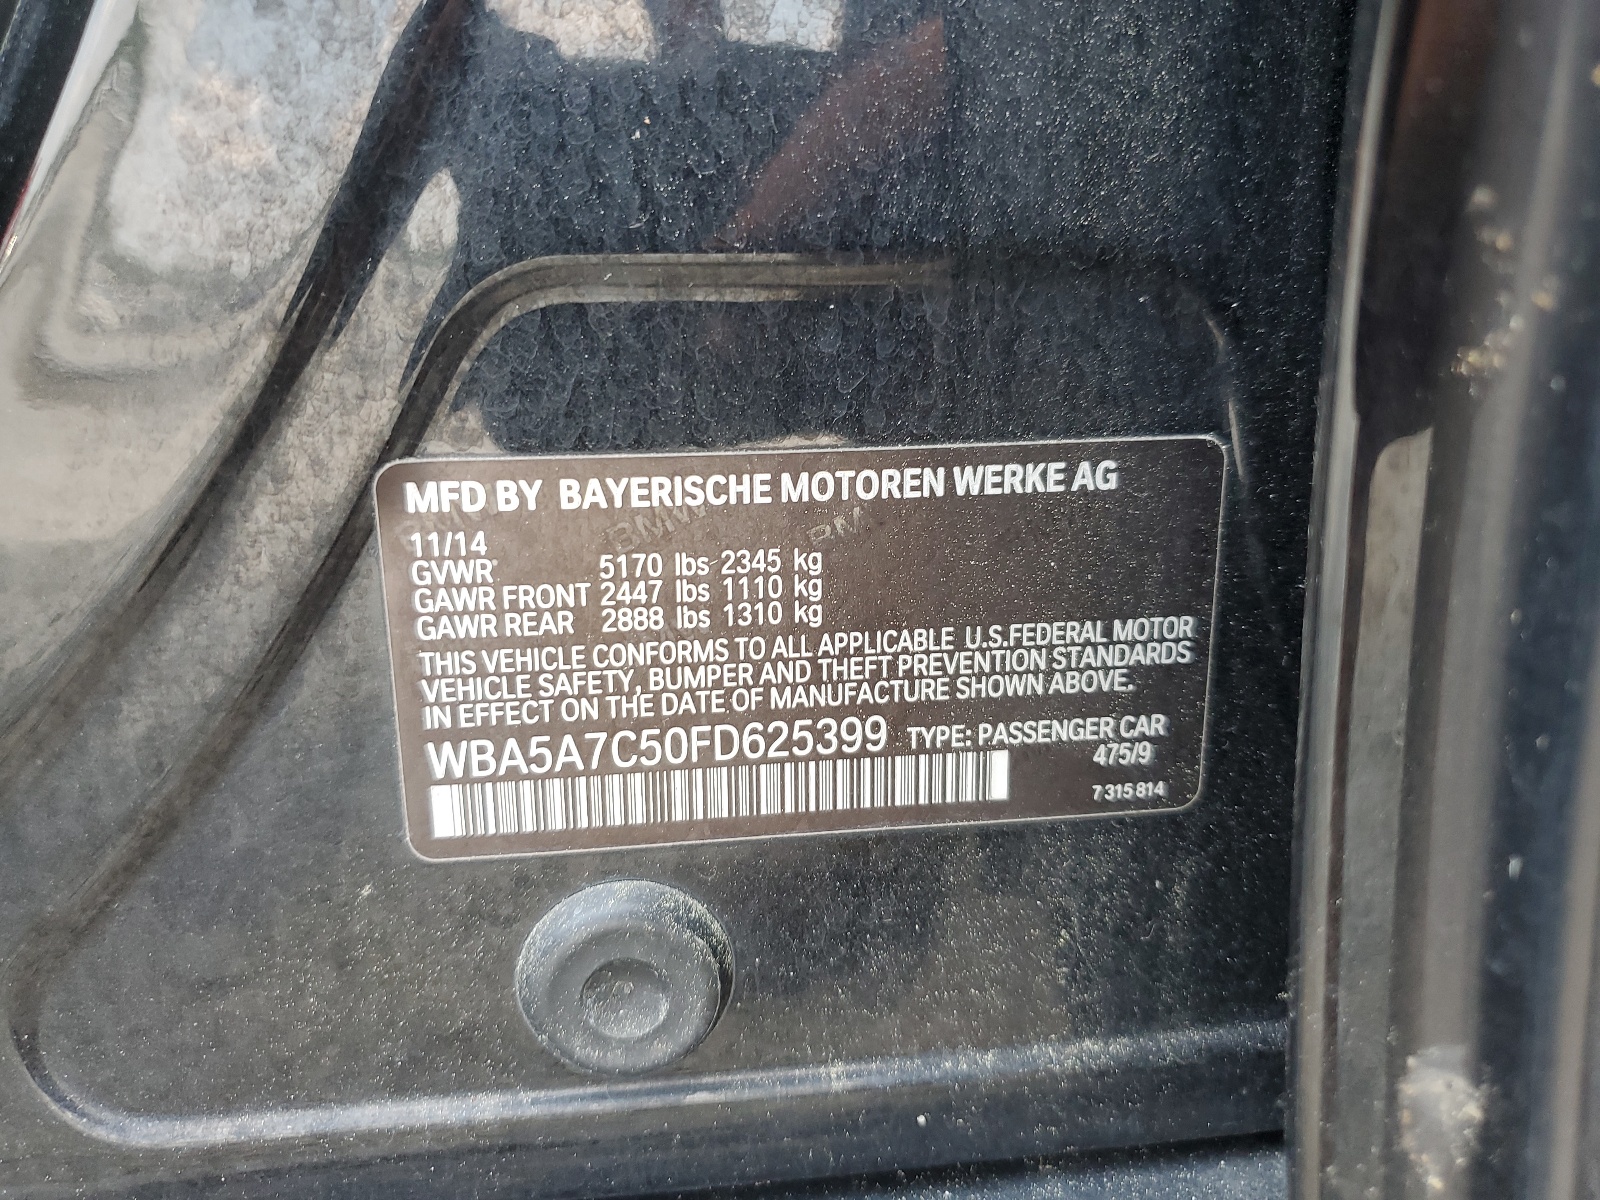 MFD BY BAYERISCHE MOTOREN WERKE AG
11/14
GVWR 5170 lbs 2345 kg
GAWR FRONT 2447 lbs 1110 kg
GAWR REAR 2888 lbs 1310 kg
THIS VEHICLE CONFORMS TO ALL APPLICABLE U.S.FEDERAL MOTOR
VEHICLE SAFETY, BUMPER AND THEFT PREVENTION STANDARDS
IN EFFECT ON THE DATE OF MANUFACTURE SHOWN ABOVE.
WBA5A7C50FD625399 TYPE: PASSENGER CAR
475/9
7 315 814
BMW